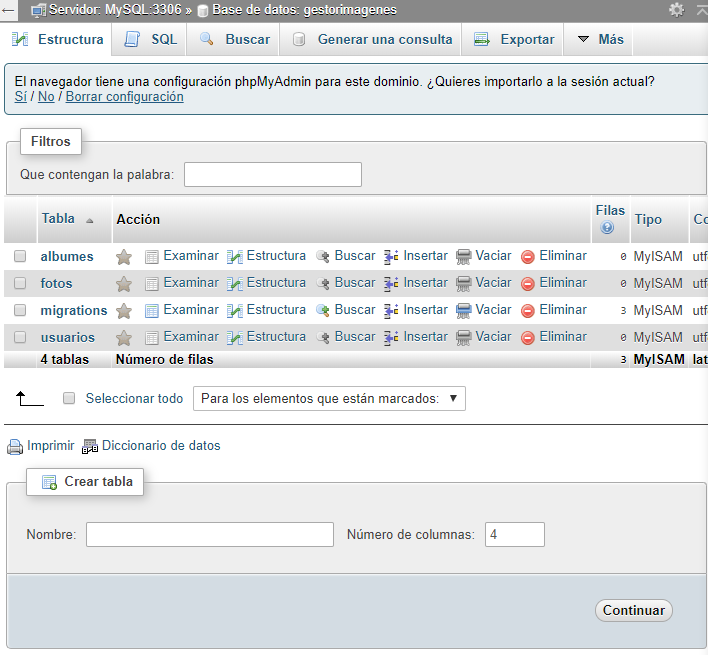 Servidor: MySQL:3306 » Base de datos: gestorimagenes
Estructura SQL Buscar Generar una consulta Exportar Más
El navegador tiene una configuración phpMyAdmin para este dominio. ¿Quieres importarlo a la sesión actual?
Sí / No / Borrar configuración
Filtros
Que contengan la palabra:
Tabla Acción Filas Tipo Co
albumes Examinar Estructura Buscar Insertar Vaciar Eliminar 0 MyISAM utf
fotos Examinar Estructura Buscar Insertar Vaciar Eliminar 0 MyISAM utf
migrations Examinar Estructura Buscar Insertar Vaciar Eliminar 3 MyISAM utf
usuarios Examinar Estructura Buscar Insertar Vaciar Eliminar 0 MyISAM utf
4 tablas Número de filas 3 MyISAM lat
Seleccionar todo Para los elementos que están marcados:
Imprimir Diccionario de datos
Crear tabla
Nombre: Número de columnas: 4
Continuar